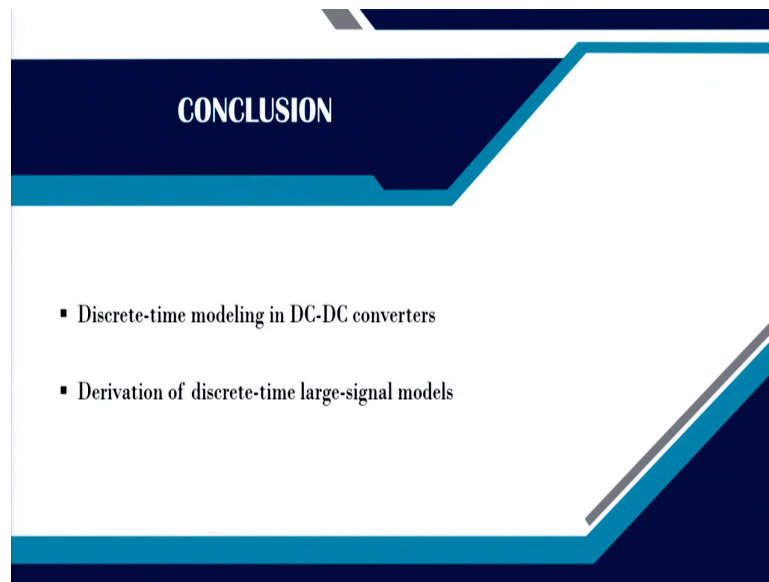 CONCLUSION
▪ Discrete-time modeling in DC-DC converters
▪ Derivation of discrete-time large-signal models